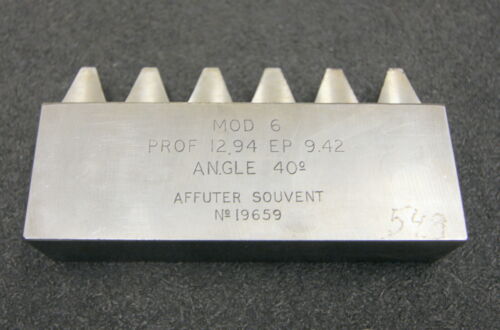 MOD 6
PROF 12,94 EP 9.42
ANGLE 40º
AFFUTER SOUVENT
Nº 19659